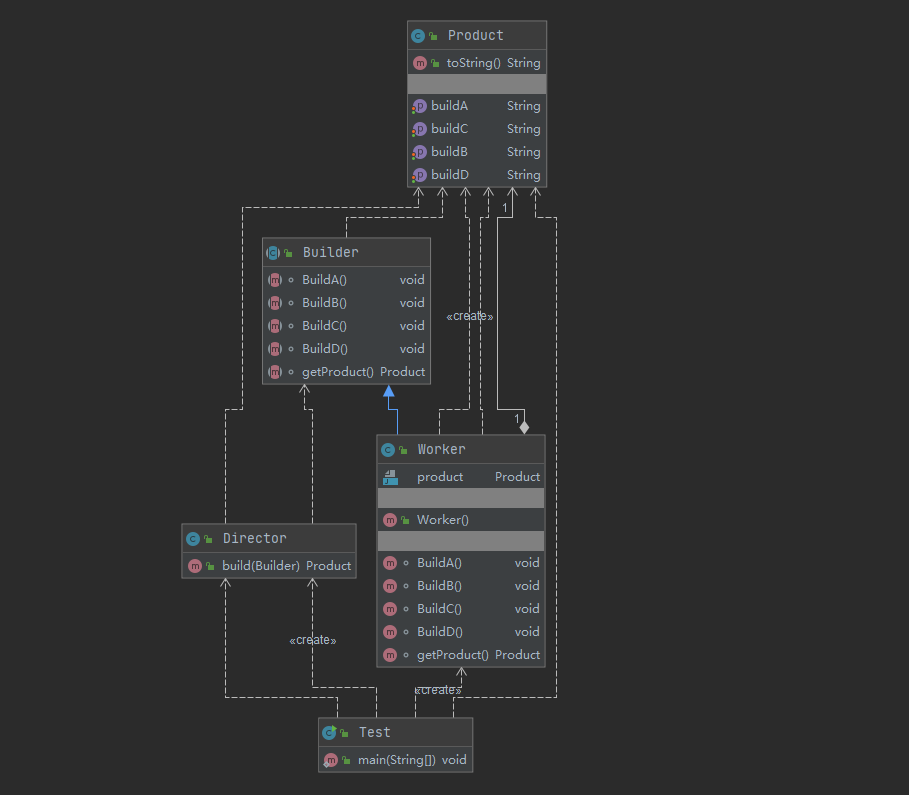 Product
toString() String
buildA String
buildC String
buildB String
buildD String
1
Builder
BuildA() void
BuildB() void
BuildC() void
BuildD() void
getProduct() Product
«create»
1
Worker
product Product
Worker()
BuildA() void
BuildB() void
BuildC() void
BuildD() void
getProduct() Product
Director
build(Builder) Product
«create»
«create»
Test
main(String[]) void